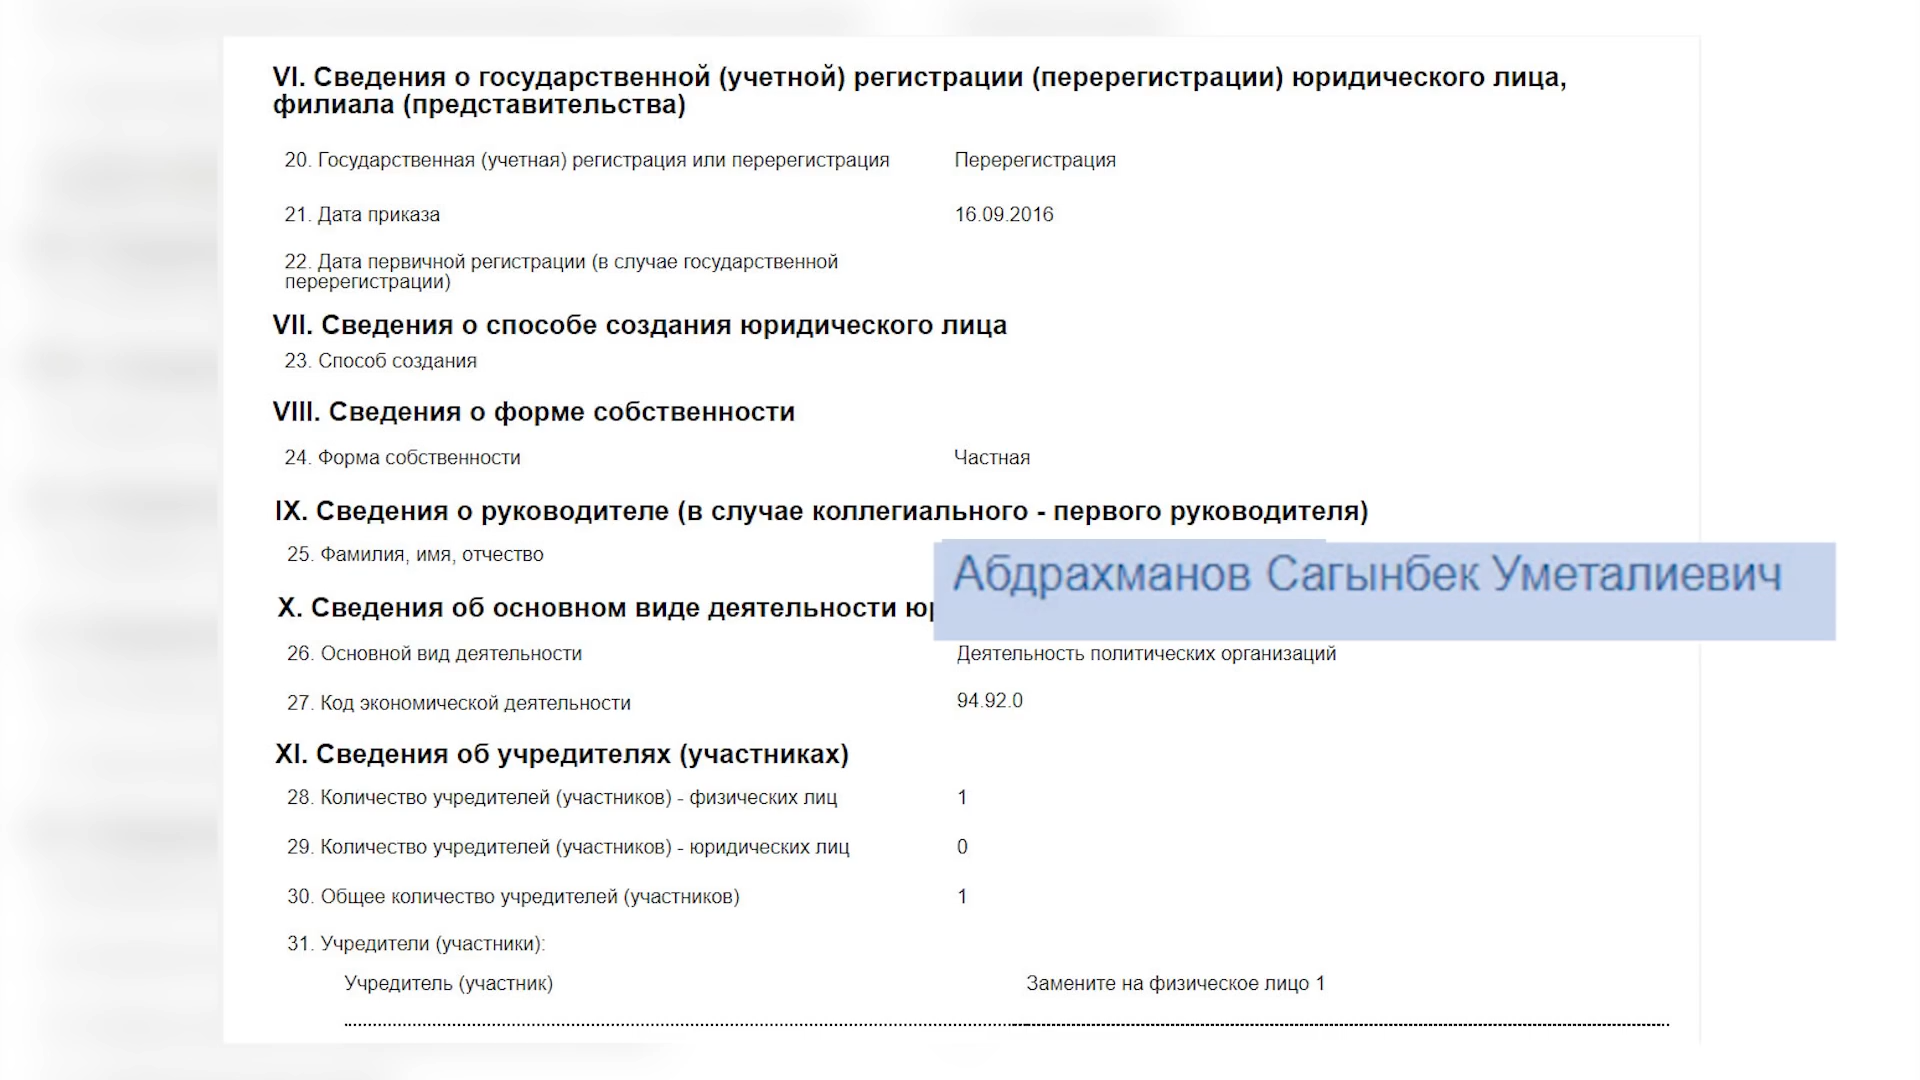 VI. Сведения о государственной (учетной) регистрации (перерегистрации) юридического лица,
филиала (представительства)
20. Государственная (учетная) регистрация или перерегистрация Перерегистрация
21. Дата приказа 16.09.2016
22. Дата первичной регистрации (в случае государственной
перерегистрации)
VII. Сведения о способе создания юридического лица
23. Способ создания
VIII. Сведения о форме собственности
24. Форма собственности Частная
IX. Сведения о руководителе (в случае коллегиального - первого руководителя)
25. Фамилия, имя, отчество Абдрахманов Сагынбек Уметалиевич
X. Сведения об основном виде деятельности
26. Основной вид деятельности Деятельность политических организаций
27. Код экономической деятельности 94.92.0
XI. Сведения об учредителях (участниках)
28. Количество учредителей (участников) - физических лиц 1
29. Количество учредителей (участников) - юридических лиц 0
30. Общее количество учредителей (участников) 1
31. Учредители (участники):
Учредитель (участник) Замените на физическое лицо 1